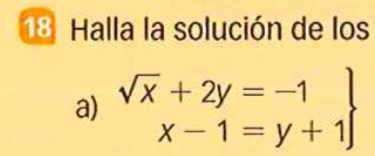 18 Halla la solución de los
a) √x + 2y = −1
x − 1 = y + 1}